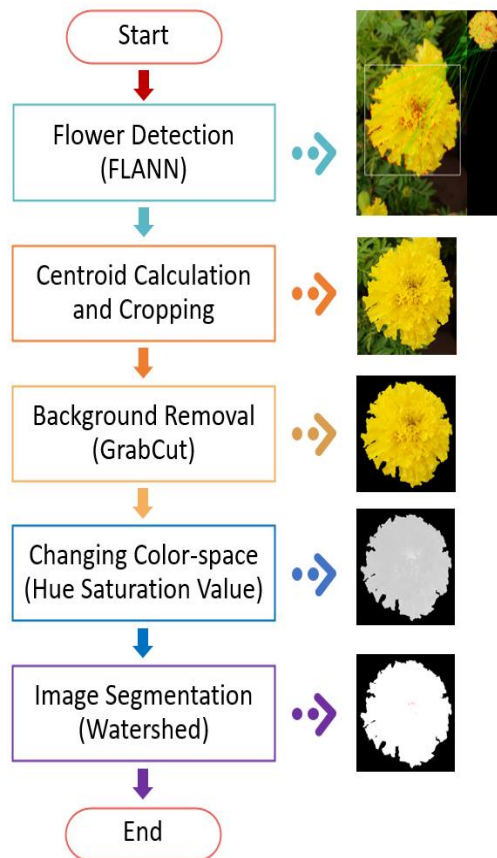 Start
Flower Detection
(FLANN)
Centroid Calculation
and Cropping
Background Removal
(GrabCut)
Changing Color-space
(Hue Saturation Value)
Image Segmentation
(Watershed)
End